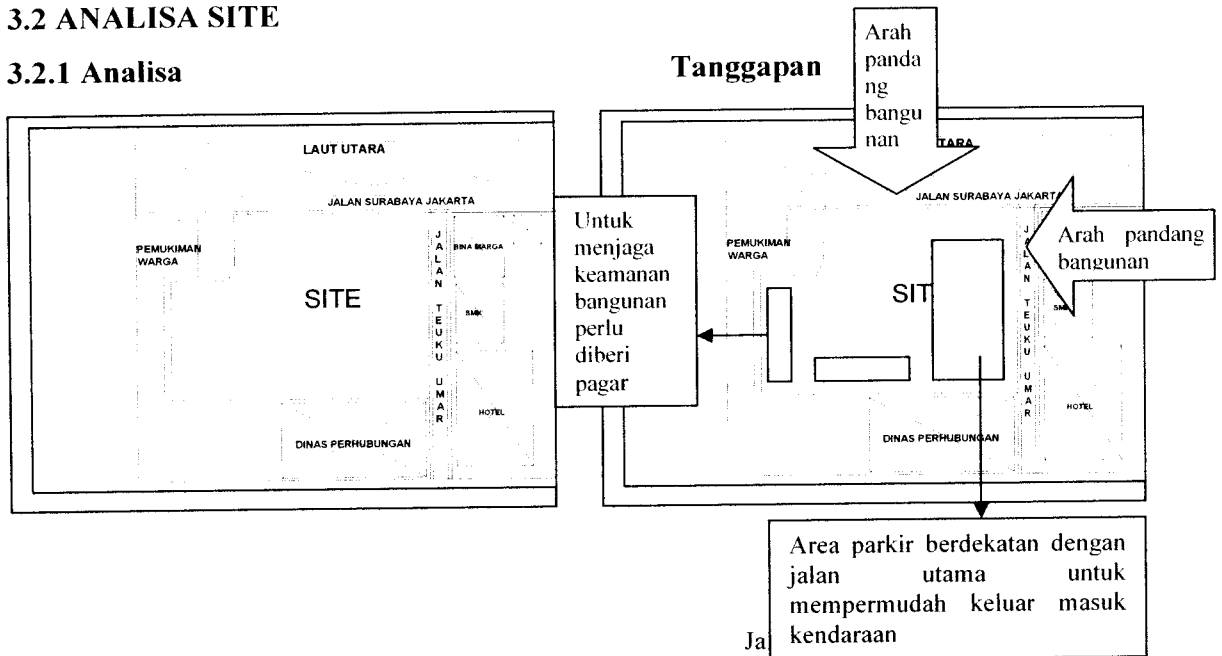 3.2 ANALISA SITE
3.2.1 Analisa
Tanggapan
LAUT UTARA
JALAN SURABAYA JAKARTA
PEMUKIMAN
WARGA
SITE
JALAN TEUKU UMAR
BINA MARGA
SMK
HOTEL
DINAS PERHUBUNGAN
Untuk
menjaga
keamanan
bangunan
perlu
diberi
pagar
Arah
panda
ng
bangu
nan
TARA
JALAN SURABAYA JAKARTA
Arah pandang
bangunan
PEMUKIMAN
WARGA
SIT
JALAN TEUKU UMAR
SM
HOTEL
DINAS PERHUBUNGAN
Area parkir berdekatan dengan
jalan utama untuk
mempermudah keluar masuk
kendaraan
Ja